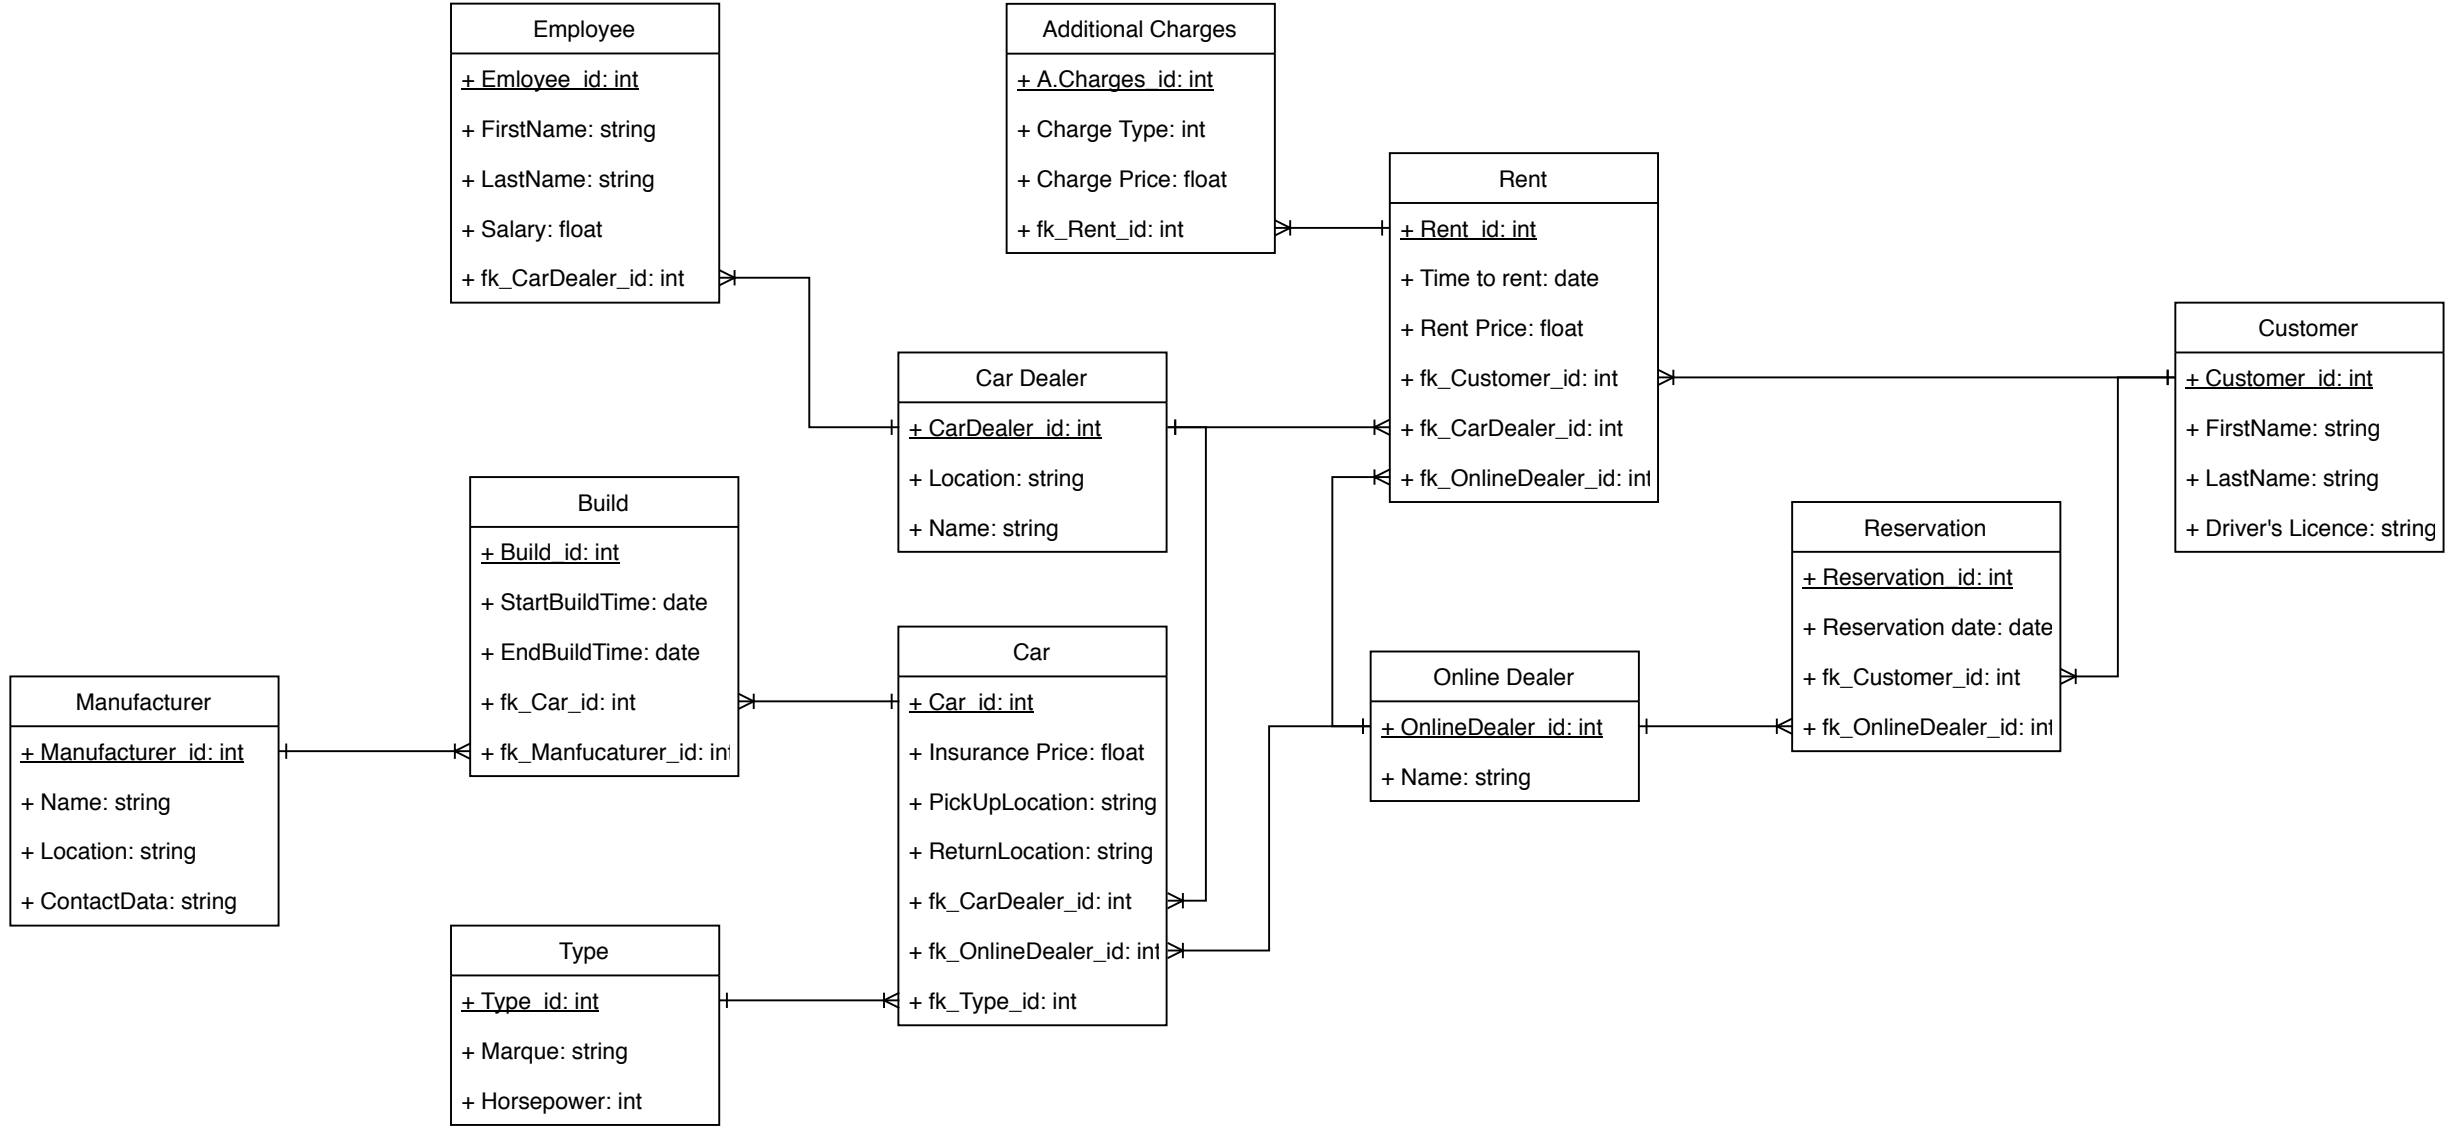 Employee
+ Emloyee_id: int
+ FirstName: string
+ LastName: string
+ Salary: float
+ fk_CarDealer_id: int
Additional Charges
+ A.Charges_id: int
+ Charge Type: int
+ Charge Price: float
+ fk_Rent_id: int
Rent
+ Rent_id: int
+ Time to rent: date
+ Rent Price: float
+ fk_Customer_id: int
+ fk_CarDealer_id: int
+ fk_OnlineDealer_id: int
Customer
+ Customer_id: int
+ FirstName: string
+ LastName: string
+ Driver's Licence: string
Car Dealer
+ CarDealer_id: int
+ Location: string
+ Name: string
Build
+ Build_id: int
+ StartBuildTime: date
+ EndBuildTime: date
+ fk_Car_id: int
+ fk_Manfucaturer_id: int
Reservation
+ Reservation_id: int
+ Reservation date: date
+ fk_Customer_id: int
+ fk_OnlineDealer_id: int
Car
+ Car_id: int
+ Insurance Price: float
+ PickUpLocation: string
+ ReturnLocation: string
+ fk_CarDealer_id: int
+ fk_OnlineDealer_id: int
+ fk_Type_id: int
Online Dealer
+ OnlineDealer_id: int
+ Name: string
Manufacturer
+ Manufacturer_id: int
+ Name: string
+ Location: string
+ ContactData: string
Type
+ Type_id: int
+ Marque: string
+ Horsepower: int